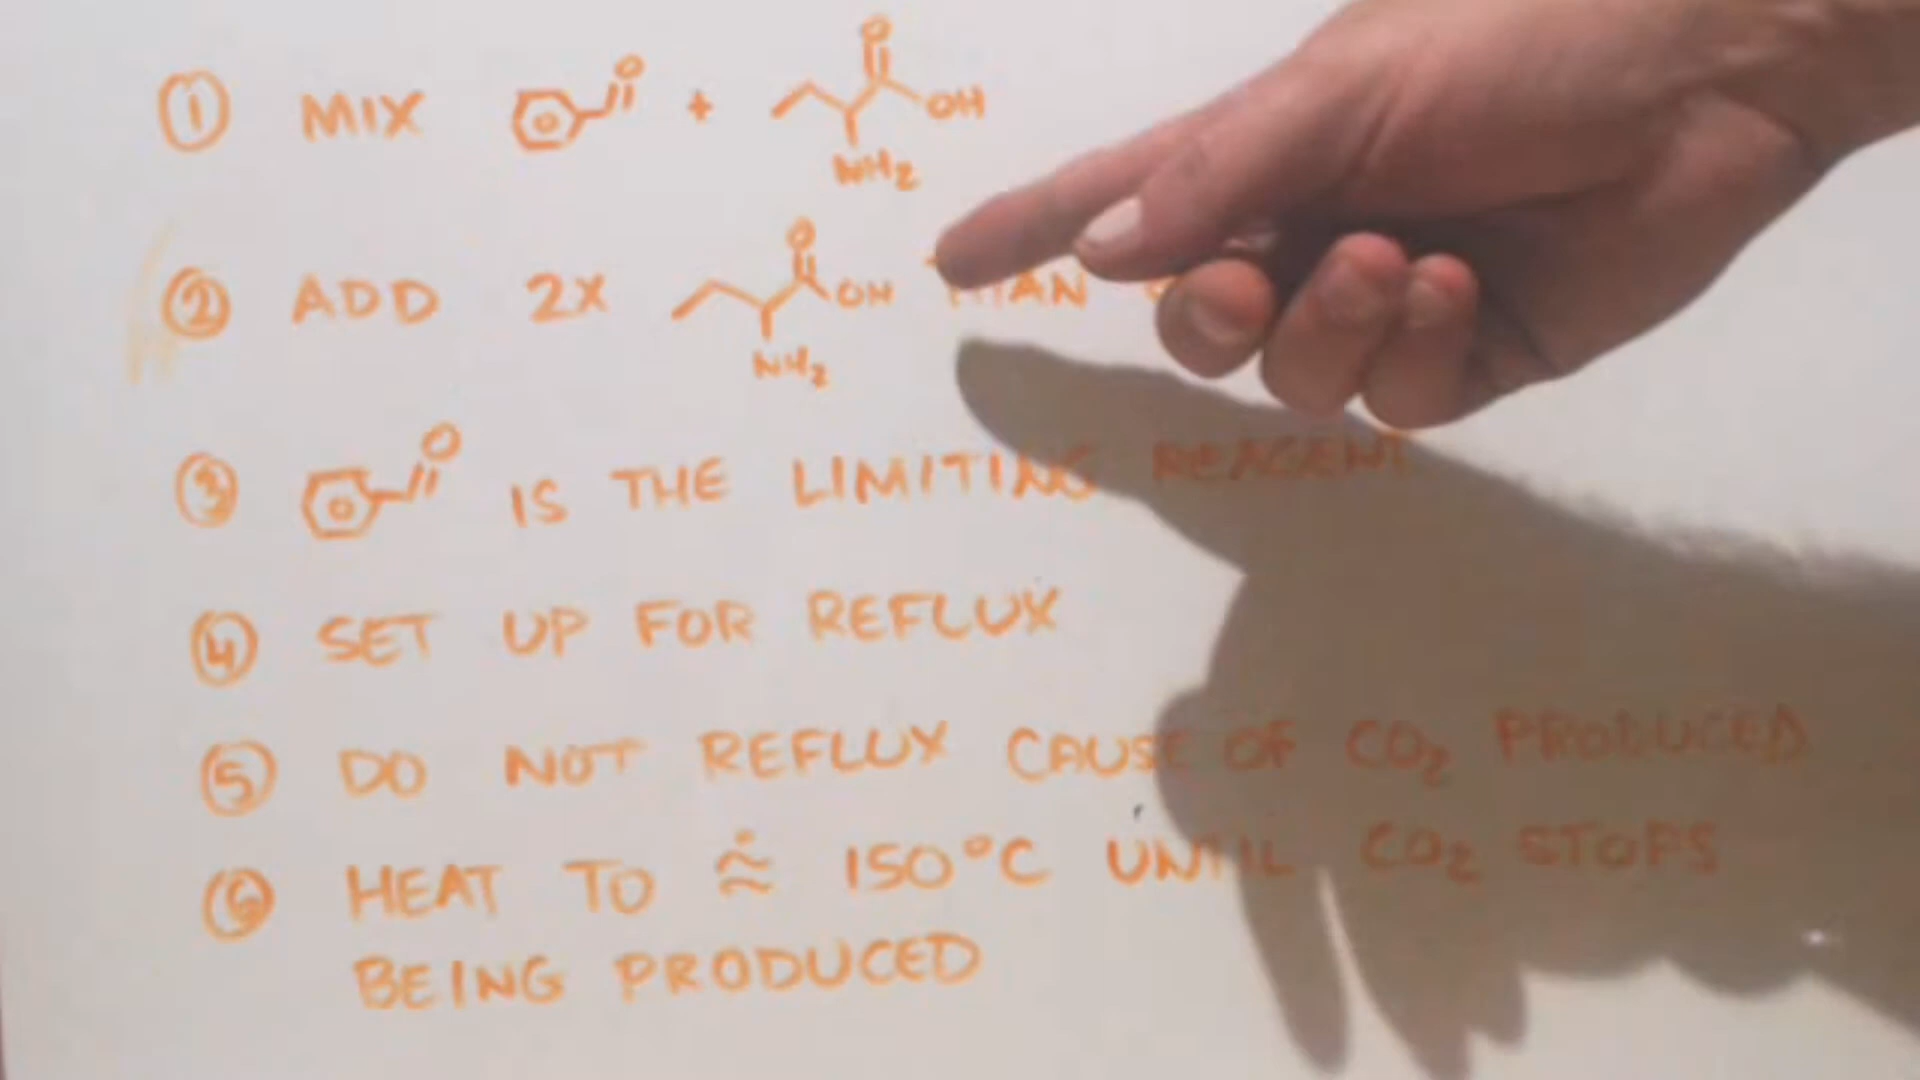 ① MIX O + O OH NH₂
② ADD 2X O OH NH₂ THAN
③ O IS THE LIMITING REAGENT
④ SET UP FOR REFLUX
⑤ DO NOT REFLUX CAUSE OF CO₂ PRODUCED
⑥ HEAT TO ≈ 150°C UNTIL CO₂ STOPS
BEING PRODUCED